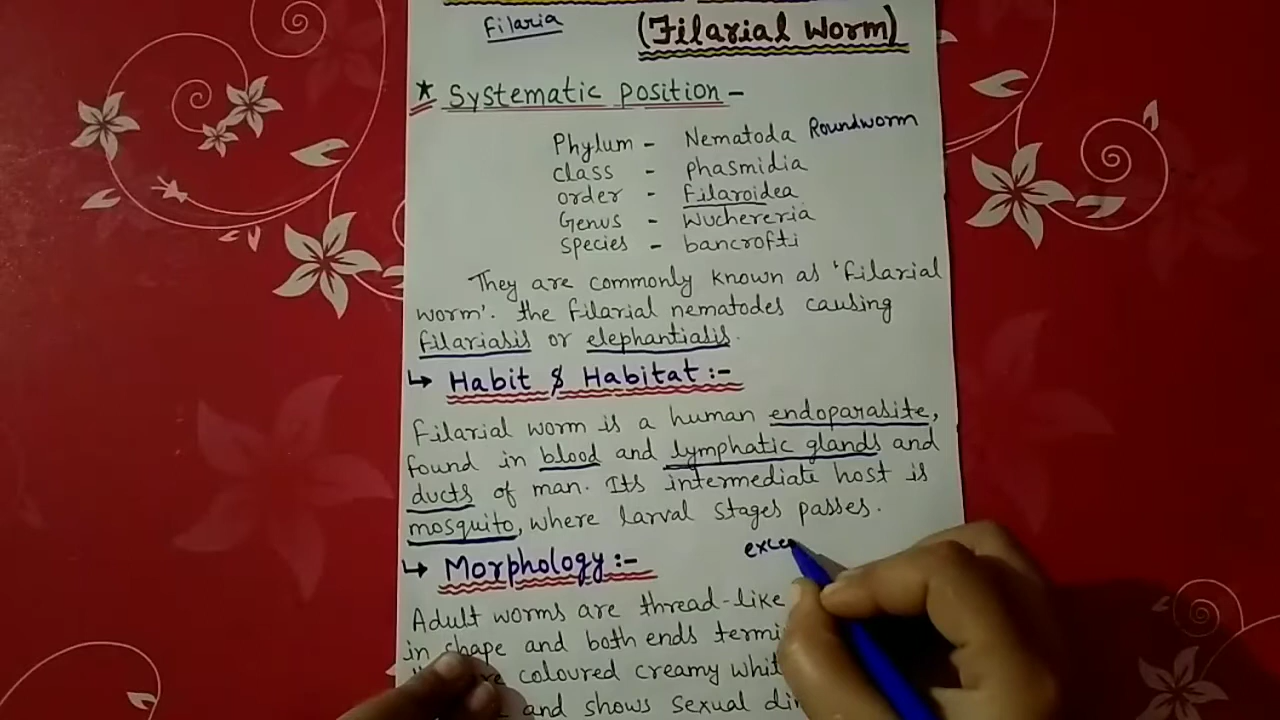 Filaria
(Filarial worm)
* Systematic position -
Phylum - Nematoda Roundworm
class - phasmidia
order - Filaroidea
Genus - Wuchereria
species - bancrofti
They are commonly known as 'Filarial
worm'. the filarial nematodes causing
filariasis or elephantiasis.
↳ Habit & Habitat :-
Filarial worm is a human endoparasite,
found in blood and lymphatic glands and
ducts of man. Its intermediate host is
mosquito, where larval stages passes.
exce
↳ Morphology :-
Adult worms are thread-like
in shape and both ends termi
coloured creamy whit
and shows sexual di